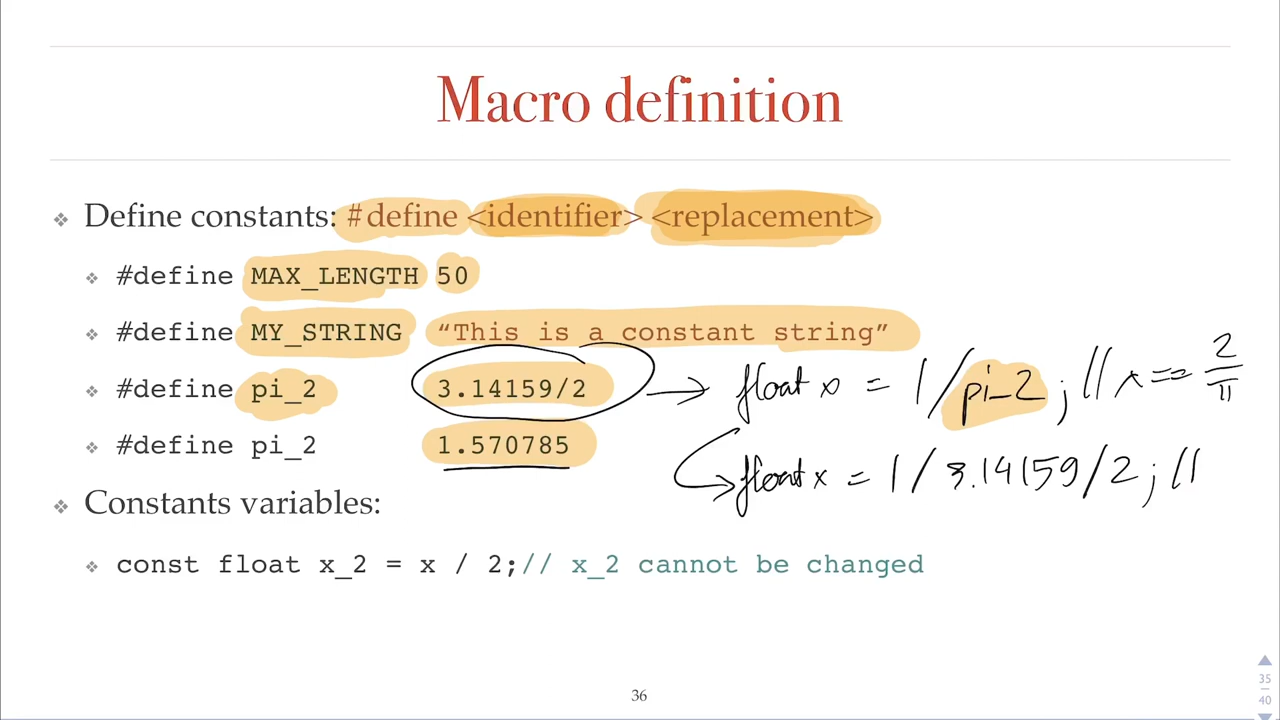 Macro definition
❖ Define constants: #define <identifier> <replacement>
❖ #define MAX_LENGTH 50
❖ #define MY_STRING “This is a constant string”
❖ #define pi_2 3.14159/2 → float x = 1/pi_2; // x == 2/π
❖ #define pi_2 1.570785
float x = 1/3.14159/2; //
❖ Constants variables:
❖ const float x_2 = x / 2;// x_2 cannot be changed
36
35
40